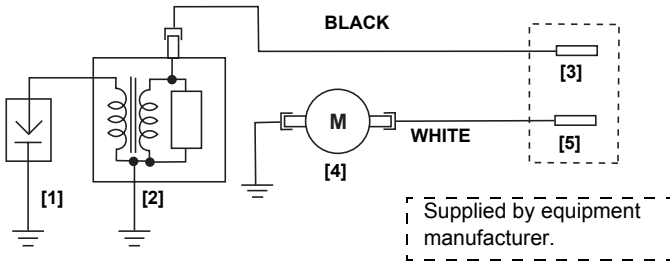 BLACK
[3]
M
WHITE
[5]
[4]
[1]
[2]
Supplied by equipment
manufacturer.